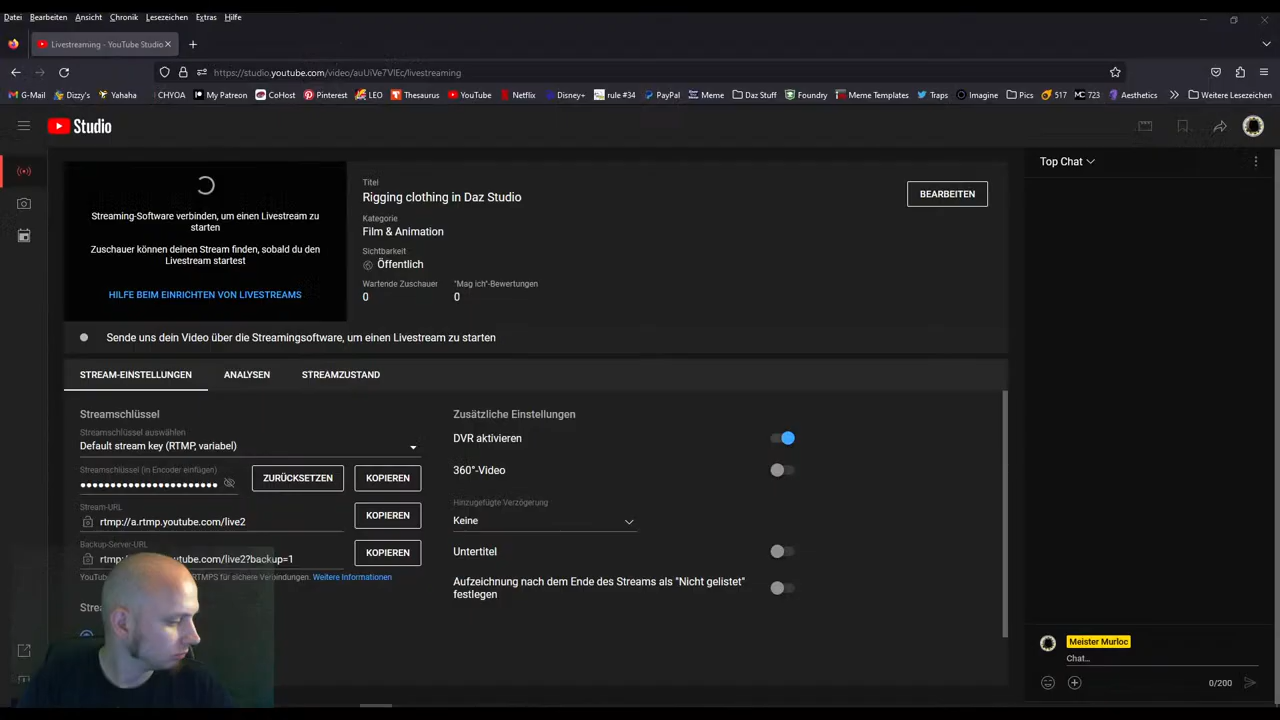 Datei Bearbeiten Ansicht Chronik Lesezeichen Extras Hilfe
Livestreaming - YouTube Studio
https://studio.youtube.com/video/auUiVe7VlEc/livestreaming
G-Mail Dizzy's Yahaha CHYOA My Patreon CoHost Pinterest LEO Thesaurus YouTube Netflix Disney+ rule #34 PayPal Meme Daz Stuff Foundry Meme Templates Traps Imagine Pics 517 MC 723 Aesthetics Weitere Lesezeichen
Studio
Top Chat
Streaming-Software verbinden, um einen Livestream zu
starten
Zuschauer können deinen Stream finden, sobald du den
Livestream startest
HILFE BEIM EINRICHTEN VON LIVESTREAMS
Titel
Rigging clothing in Daz Studio
BEARBEITEN
Kategorie
Film & Animation
Sichtbarkeit
Öffentlich
Wartende Zuschauer "Mag ich"-Bewertungen
0 0
Sende uns dein Video über die Streamingsoftware, um einen Livestream zu starten
STREAM-EINSTELLUNGEN ANALYSEN STREAMZUSTAND
Streamschlüssel
Streamschlüssel auswählen
Default stream key (RTMP, variabel)
Streamschlüssel (in Encoder einfügen)
ZURÜCKSETZEN KOPIEREN
Stream-URL
rtmp://a.rtmp.youtube.com/live2
KOPIEREN
Backup-Server-URL
KOPIEREN
RTMPS für sichere Verbindungen. Weitere Informationen
Zusätzliche Einstellungen
DVR aktivieren
360°-Video
Hinzugefügte Verzögerung
Keine
Untertitel
Aufzeichnung nach dem Ende des Streams als "Nicht gelistet"
festlegen
Meister Murloc
Chat...
0/200